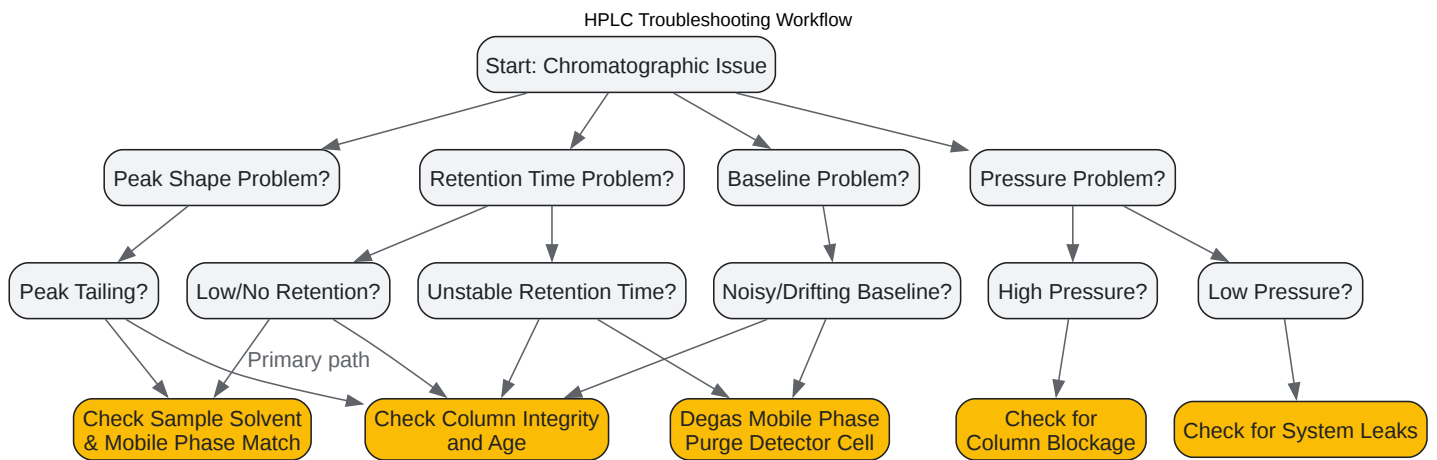 HPLC Troubleshooting Workflow
Start: Chromatographic Issue
Peak Shape Problem?
Retention Time Problem?
Baseline Problem?
Pressure Problem?
Peak Tailing?
Low/No Retention?
Unstable Retention Time?
Noisy/Drifting Baseline?
High Pressure?
Low Pressure?
Primary path
Check Sample Solvent
& Mobile Phase Match
Check Column Integrity
and Age
Degas Mobile Phase
Purge Detector Cell
Check for
Column Blockage
Check for System Leaks